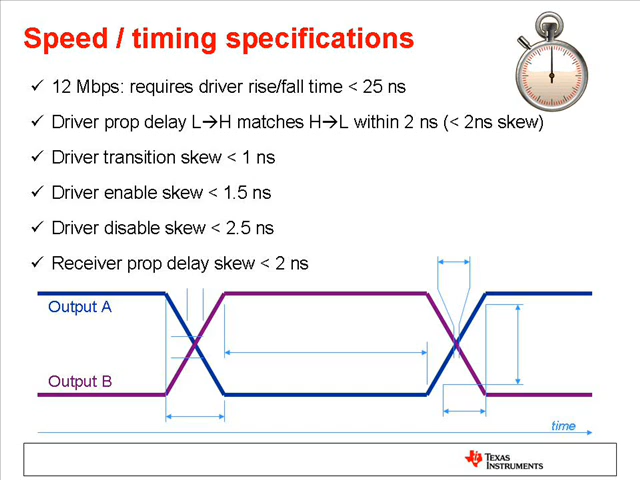 Speed / timing specifications
✓ 12 Mbps: requires driver rise/fall time < 25 ns
✓ Driver prop delay L→H matches H→L within 2 ns (< 2ns skew)
✓ Driver transition skew < 1 ns
✓ Driver enable skew < 1.5 ns
✓ Driver disable skew < 2.5 ns
✓ Receiver prop delay skew < 2 ns
Output A
Output B
time
TEXAS
INSTRUMENTS